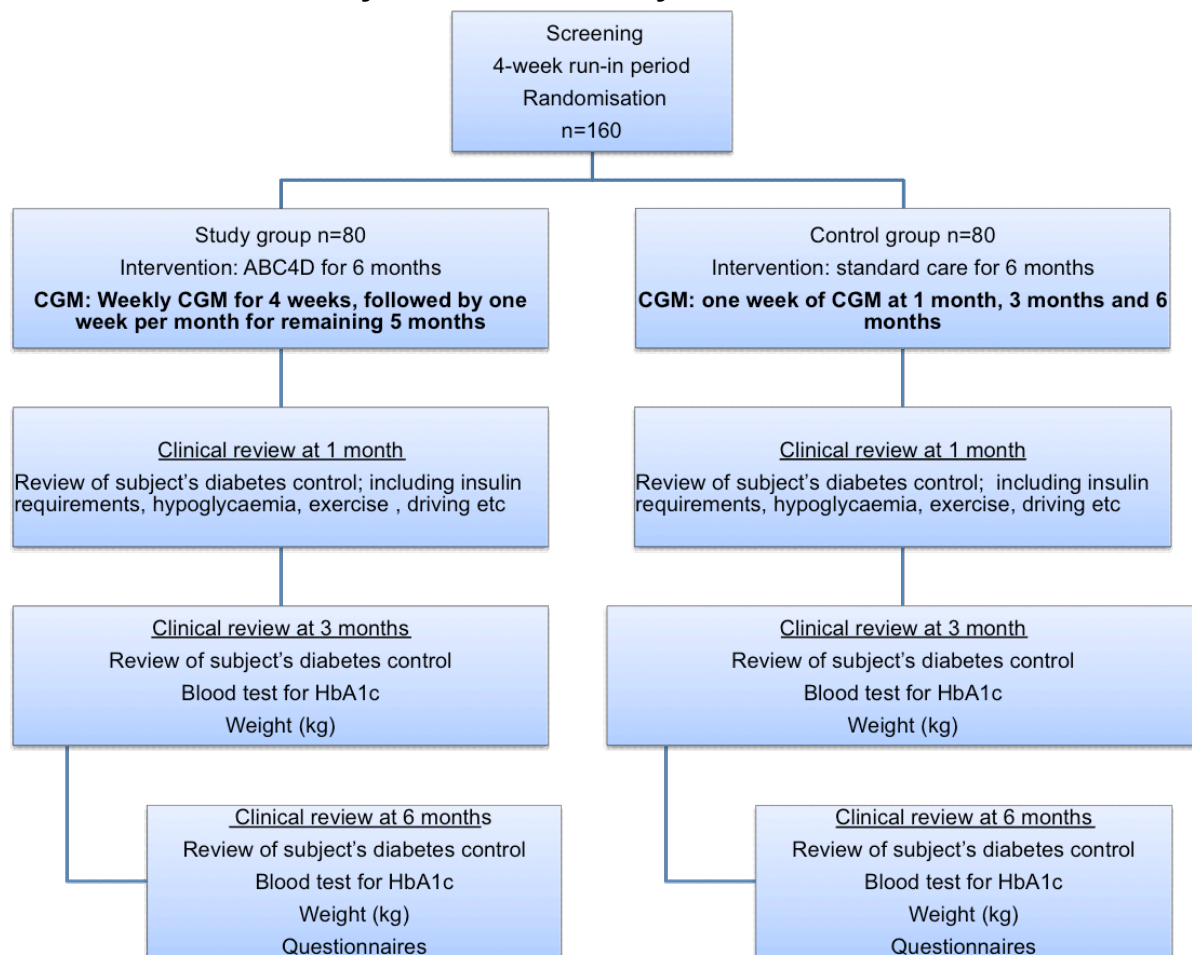 Screening
4-week run-in period
Randomisation
n=160
Study group n=80
Intervention: ABC4D for 6 months
CGM: Weekly CGM for 4 weeks, followed by one
week per month for remaining 5 months
Control group n=80
Intervention: standard care for 6 months
CGM: one week of CGM at 1 month, 3 months and 6
months
Clinical review at 1 month
Review of subject's diabetes control; including insulin
requirements, hypoglycaemia, exercise , driving etc
Clinical review at 1 month
Review of subject's diabetes control;  including insulin
requirements, hypoglycaemia, exercise, driving etc
Clinical review at 3 months
Review of subject's diabetes control
Blood test for HbA1c
Weight (kg)
Clinical review at 3 month
Review of subject's diabetes control
Blood test for HbA1c
Weight (kg)
Clinical review at 6 months
Review of subject's diabetes control
Blood test for HbA1c
Weight (kg)
Questionnaires
Clinical review at 6 months
Review of subject's diabetes control
Blood test for HbA1c
Weight (kg)
Questionnaires